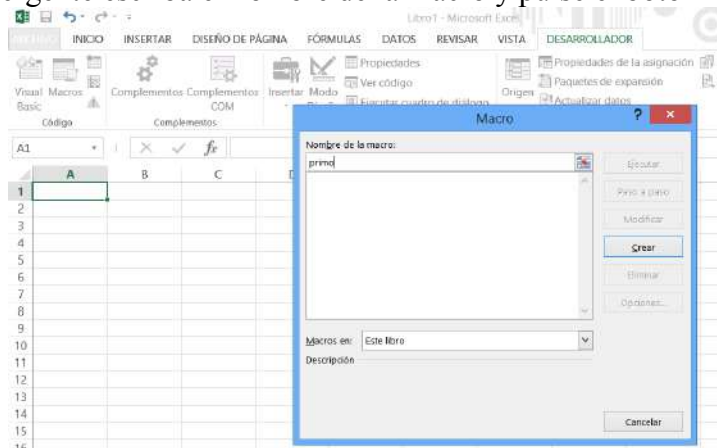 Libro1 - Microsoft Excel
INICIO INSERTAR DISEÑO DE PÁGINA FÓRMULAS DATOS REVISAR VISTA DESARROLLADOR
Visual Basic
Macros
Código
Complementos
Complementos COM
Complementos
Insertar
Modo
Propiedades
Ver código
Ejecutar cuadro de diálogo
Origen
Propiedades de la asignación
Paquetes de expansión
Actualizar datos
A1
fx
A B C
1
2
3
4
5
6
7
8
9
10
11
12
13
14
15
16
Macro
?
Nombre de la macro:
primo
Ejecutar
Paso a paso
Modificar
Crear
Eliminar
Opciones...
Macros en: Este libro
Descripción
Cancelar